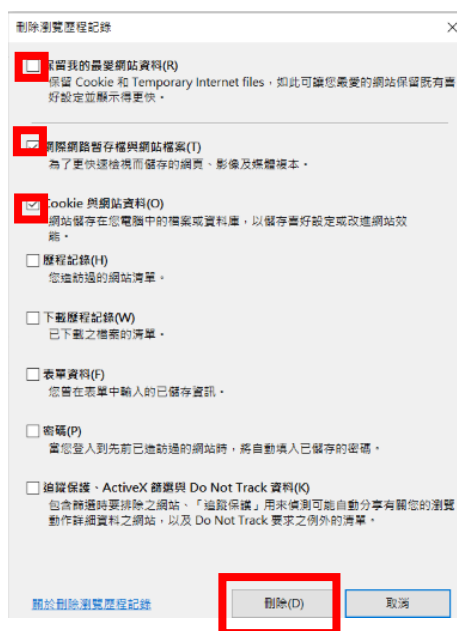 刪除瀏覽歷程記錄
保留我的最愛網站資料(R)
保留 Cookie 和 Temporary Internet files，如此可讓您最愛的網站保留既有喜
好設定並顯示得更快。
網際網路暫存檔與網站檔案(T)
為了更快速檢視而儲存的網頁、影像及媒體複本。
Cookie 與網站資料(O)
網站儲存在您電腦中的檔案或資料庫，以儲存喜好設定或改進網站效
能。
歷程記錄(H)
您造訪過的網站清單。
下載歷程記錄(W)
已下載之檔案的清單。
表單資料(F)
您曾在表單中輸入的已儲存資訊。
密碼(P)
當您登入到先前已造訪過的網站時，將自動填入已儲存的密碼。
追蹤保護、ActiveX 篩選與 Do Not Track 資料(K)
包含篩選時要排除之網站、「追蹤保護」用來偵測可能自動分享有關您的瀏覽
動作詳細資料之網站，以及 Do Not Track 要求之例外的清單。
關於刪除瀏覽歷程記錄
刪除(D)
取消